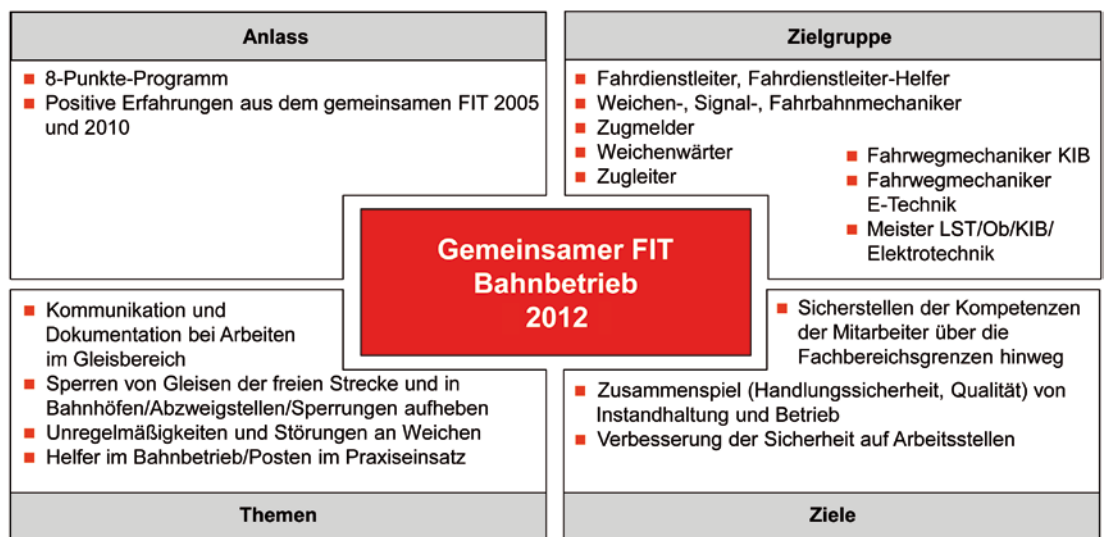 Anlass
8-Punkte-Programm
Positive Erfahrungen aus dem gemeinsamen FIT 2005
und 2010
Zielgruppe
Fahrdienstleiter, Fahrdienstleiter-Helfer
Weichen-, Signal-, Fahrbahnmechaniker
Zugmelder
Weichenwärter
Zugleiter
Fahrwegmechaniker KIB
Fahrwegmechaniker
E-Technik
Meister LST/Ob/KIB/
Elektrotechnik
Gemeinsamer FIT
Bahnbetrieb
2012
Kommunikation und
Dokumentation bei Arbeiten
im Gleisbereich
Sperren von Gleisen der freien Strecke und in
Bahnhöfen/Abzweigstellen/Sperrungen aufheben
Unregelmäßigkeiten und Störungen an Weichen
Helfer im Bahnbetrieb/Posten im Praxiseinsatz
Themen
Sicherstellen der Kompetenzen
der Mitarbeiter über die
Fachbereichsgrenzen hinweg
Zusammenspiel (Handlungssicherheit, Qualität) von
Instandhaltung und Betrieb
Verbesserung der Sicherheit auf Arbeitsstellen
Ziele